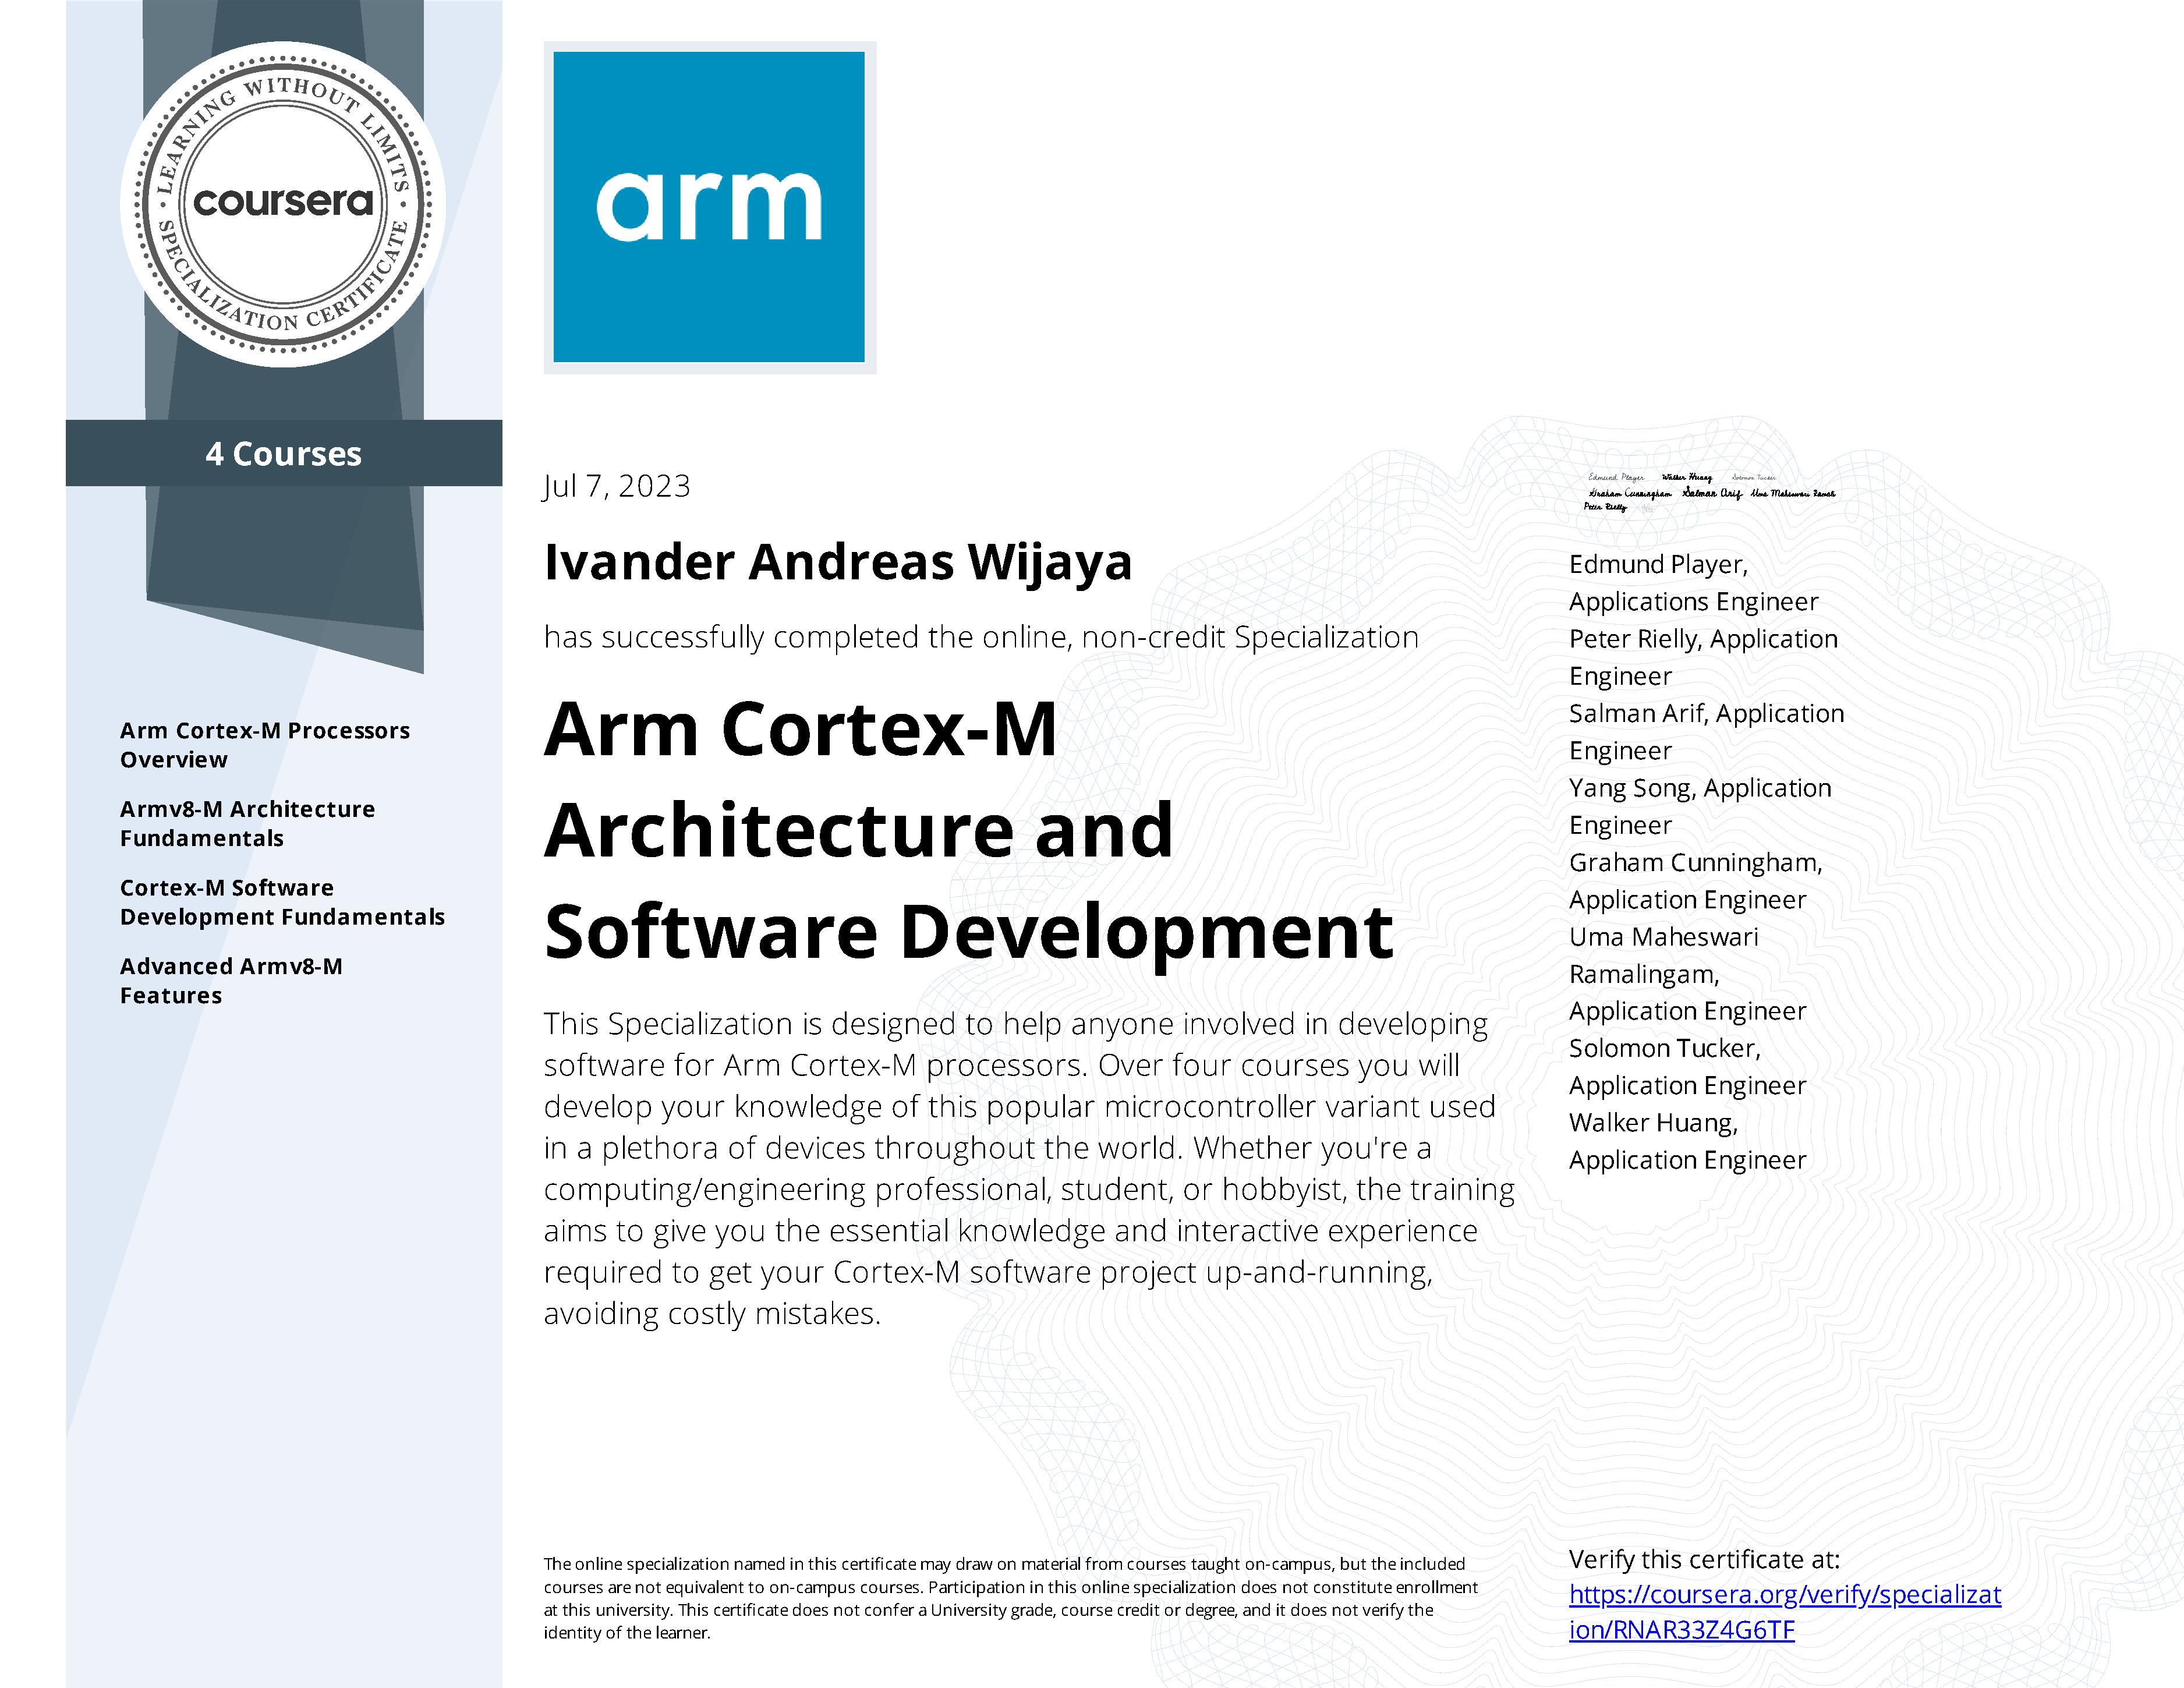 LEARNING WITHOUT LIMITS
coursera
SPECIALIZATION CERTIFICATE
4 Courses
Arm Cortex-M Processors
Overview
Armv8-M Architecture
Fundamentals
Cortex-M Software
Development Fundamentals
Advanced Armv8-M
Features
arm
Jul 7, 2023
Ivander Andreas Wijaya
has successfully completed the online, non-credit Specialization
Arm Cortex-M
Architecture and
Software Development
This Specialization is designed to help anyone involved in developing
software for Arm Cortex-M processors. Over four courses you will
develop your knowledge of this popular microcontroller variant used
in a plethora of devices throughout the world. Whether you're a
computing/engineering professional, student, or hobbyist, the training
aims to give you the essential knowledge and interactive experience
required to get your Cortex-M software project up-and-running,
avoiding costly mistakes.
Edmund Player Walker Huang Solomon Tucker
Graham Cunningham Salman Arif Uma Maheswari
Peter Rielly
Edmund Player,
Applications Engineer
Peter Rielly, Application
Engineer
Salman Arif, Application
Engineer
Yang Song, Application
Engineer
Graham Cunningham,
Application Engineer
Uma Maheswari
Ramalingam,
Application Engineer
Solomon Tucker,
Application Engineer
Walker Huang,
Application Engineer
The online specialization named in this certificate may draw on material from courses taught on-campus, but the included
courses are not equivalent to on-campus courses. Participation in this online specialization does not constitute enrollment
at this university. This certificate does not confer a University grade, course credit or degree, and it does not verify the
identity of the learner.
Verify this certificate at:
https://coursera.org/verify/specializat
ion/RNAR33Z4G6TF